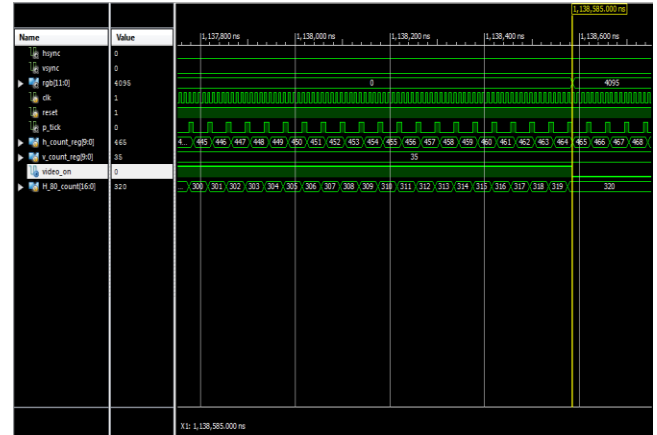 1,138,585.000 ns
Name Value 1,137,800 ns 1,138,000 ns 1,138,200 ns 1,138,400 ns 1,138,600 ns
hsync 0
vsync 0
rgb[11:0] 4095 0 4095
clk 1
reset 1
p_tick 0
h_count_reg[9:0] 465 4... 445 446 447 448 449 450 451 452 453 454 455 456 457 458 459 460 461 462 463 464 465 466 467 468
v_count_reg[9:0] 35 35
video_on 0
H_80_count[16:0] 320 ... 300 301 302 303 304 305 306 307 308 309 310 311 312 313 314 315 316 317 318 319 320
X1: 1,138,585.000 ns